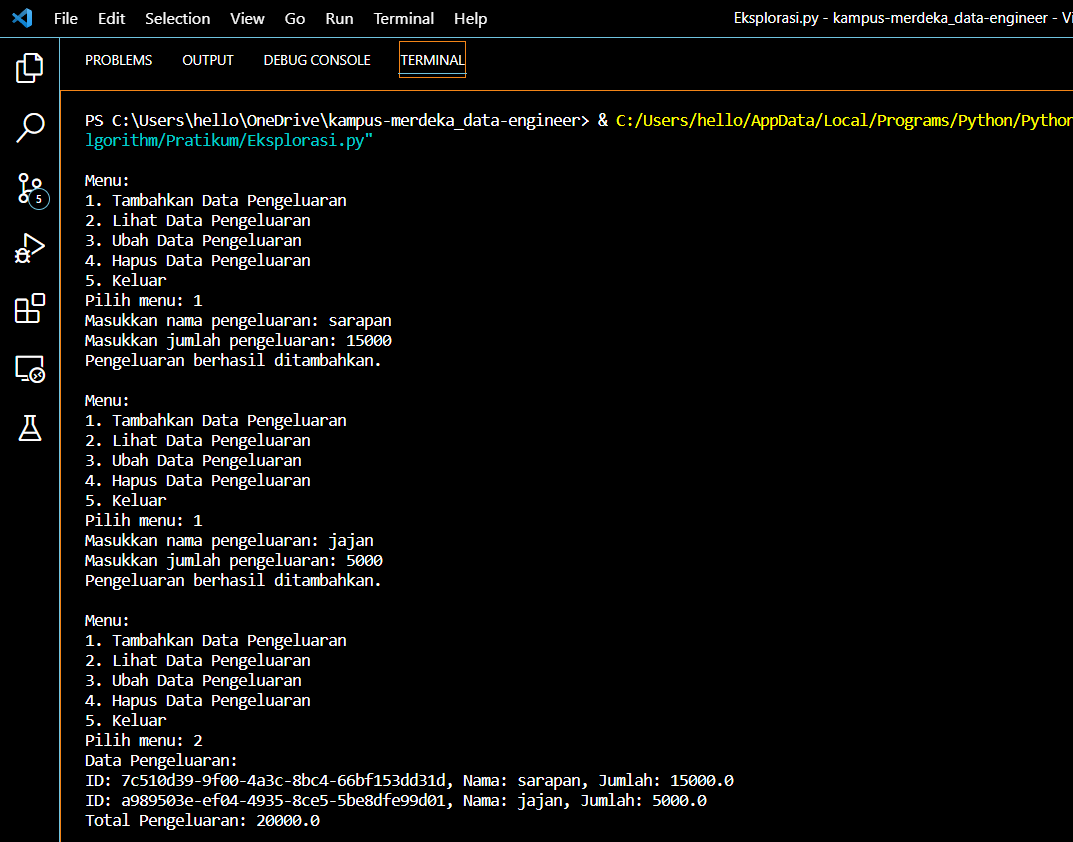 File Edit Selection View Go Run Terminal Help
Eksplorasi.py - kampus-merdeka_data-engineer - Vi
PROBLEMS OUTPUT DEBUG CONSOLE TERMINAL
PS C:\Users\hello\OneDrive\kampus-merdeka_data-engineer> & C:/Users/hello/AppData/Local/Programs/Python/Python
lgorithm/Pratikum/Eksplorasi.py"
5
Menu:
1. Tambahkan Data Pengeluaran
2. Lihat Data Pengeluaran
3. Ubah Data Pengeluaran
4. Hapus Data Pengeluaran
5. Keluar
Pilih menu: 1
Masukkan nama pengeluaran: sarapan
Masukkan jumlah pengeluaran: 15000
Pengeluaran berhasil ditambahkan.
Menu:
1. Tambahkan Data Pengeluaran
2. Lihat Data Pengeluaran
3. Ubah Data Pengeluaran
4. Hapus Data Pengeluaran
5. Keluar
Pilih menu: 1
Masukkan nama pengeluaran: jajan
Masukkan jumlah pengeluaran: 5000
Pengeluaran berhasil ditambahkan.
Menu:
1. Tambahkan Data Pengeluaran
2. Lihat Data Pengeluaran
3. Ubah Data Pengeluaran
4. Hapus Data Pengeluaran
5. Keluar
Pilih menu: 2
Data Pengeluaran:
ID: 7c510d39-9f00-4a3c-8bc4-66bf153dd31d, Nama: sarapan, Jumlah: 15000.0
ID: a989503e-ef04-4935-8ce5-5be8dfe99d01, Nama: jajan, Jumlah: 5000.0
Total Pengeluaran: 20000.0